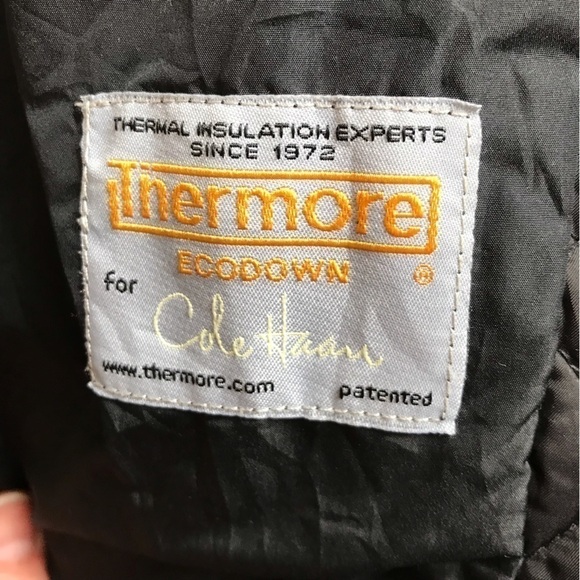 THERMAL INSULATION EXPERTS
SINCE 1972
Thermore
ECODOWN ®
for
Cole Haan
www.thermore.com patented